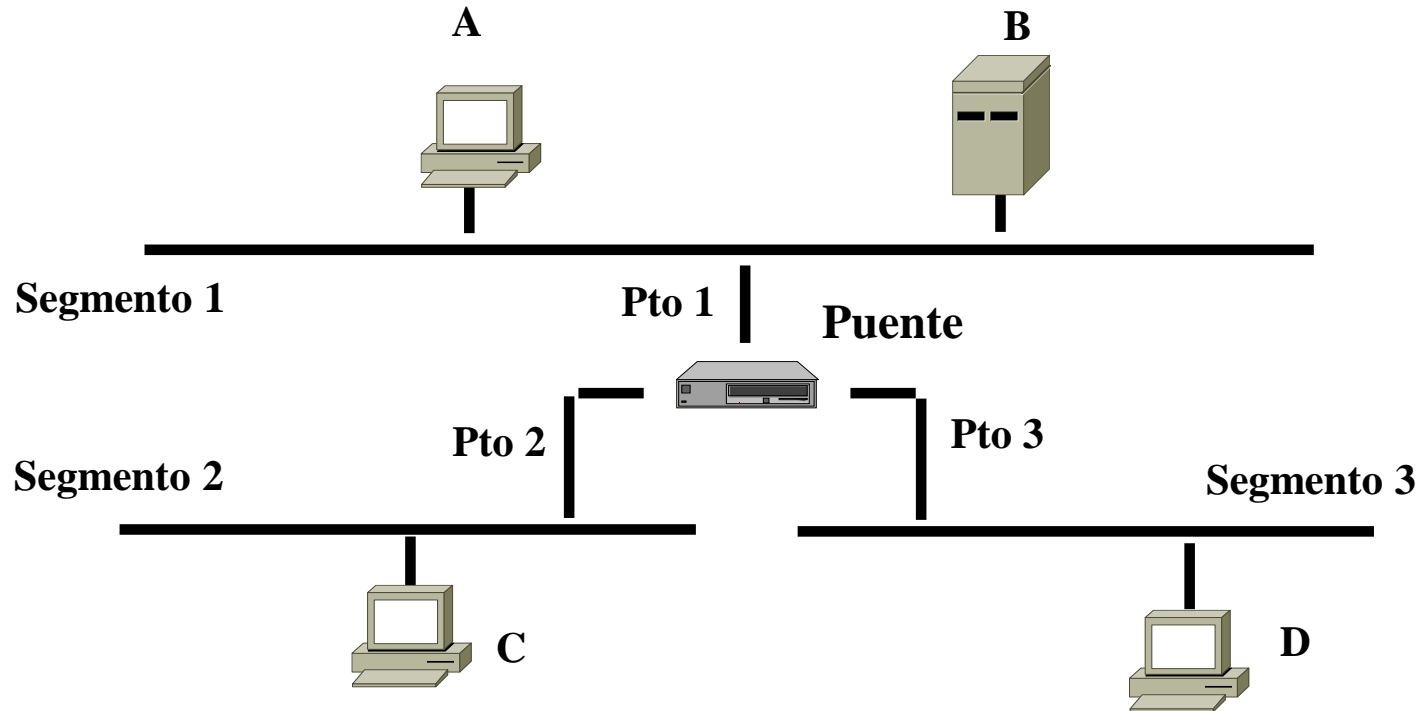 A
B
Segmento 1
Pto 1
Puente
Pto 2
Pto 3
Segmento 2
Segmento 3
C
D